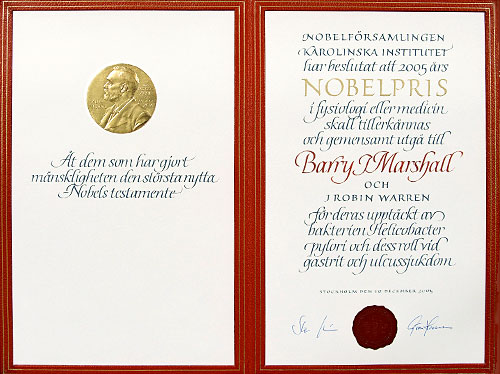 Åt dem som har gjort
mänskligheten den största nytta
Nobels testamente
NOBELFÖRSAMLINGEN
KAROLINSKA INSTITUTET
har beslutat att 2005 års
NOBELPRIS
i fysiologi eller medicin
skall tillerkännas
och gemensamt utgå till
Barry J Marshall
OCH
J ROBIN WARREN
för deras upptäckt av
bakterien Helicobacter
pylori och dess roll vid
gastrit och ulcussjukdom
STOCKHOLM DEN 10 DECEMBER 2005